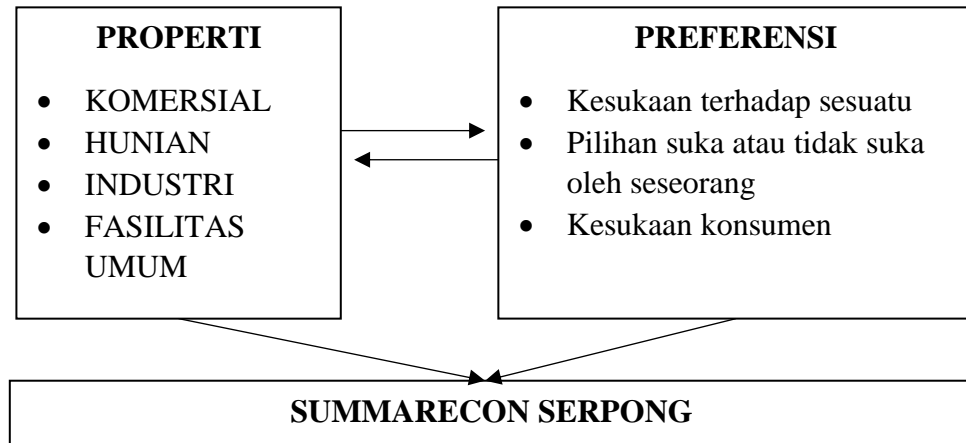 PROPERTI
• KOMERSIAL
• HUNIAN
• INDUSTRI
• FASILITAS
UMUM
PREFERENSI
• Kesukaan terhadap sesuatu
• Pilihan suka atau tidak suka
oleh seseorang
• Kesukaan konsumen
SUMMARECON SERPONG